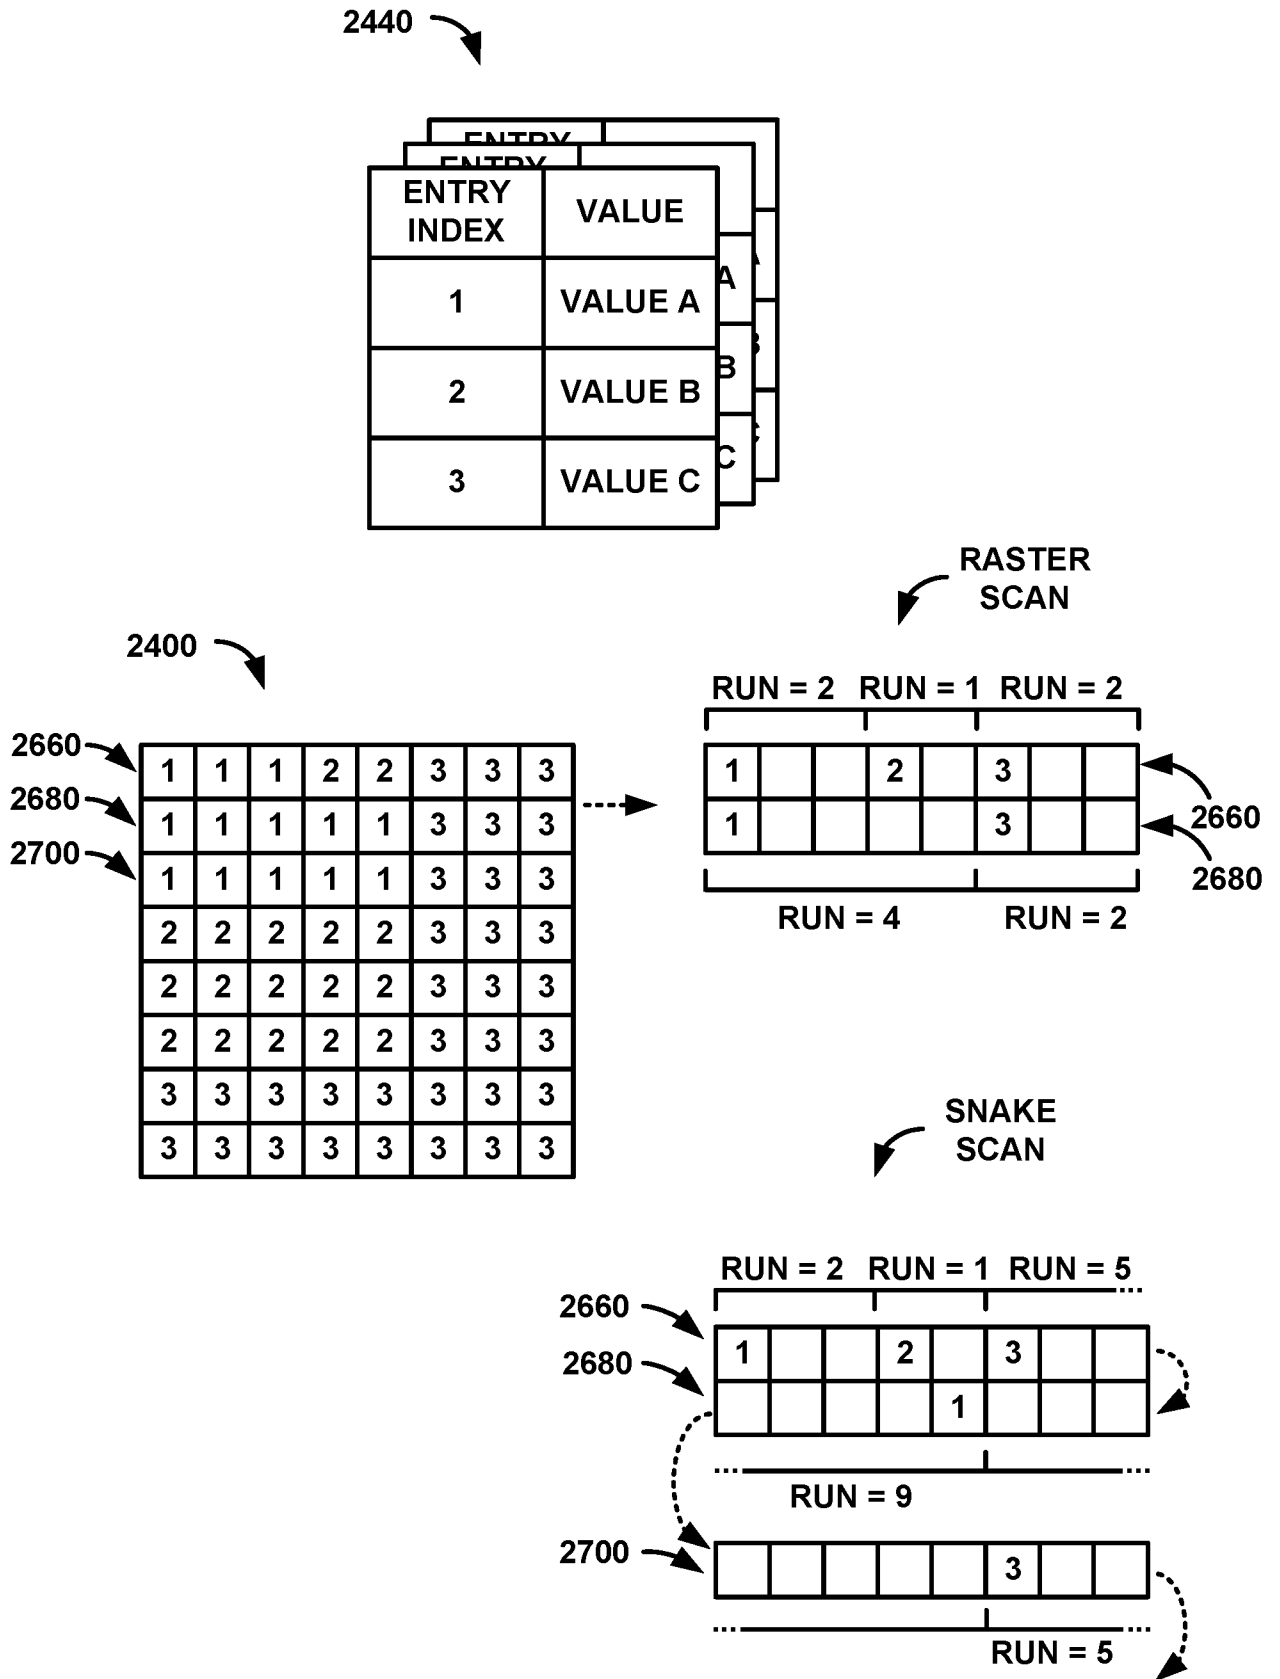 2440
ENTRY
ENTRY
ENTRY INDEX VALUE
A
A
1 VALUE A
B
B
2 VALUE B
C
C
3 VALUE C
RASTER
SCAN
2400
RUN = 2 RUN = 1 RUN = 2
2660 1 1 1 2 2 3 3 3
2680 1 1 1 1 1 3 3 3
2700 1 1 1 1 1 3 3 3
2 2 2 2 2 3 3 3
2 2 2 2 2 3 3 3
2 2 2 2 2 3 3 3
3 3 3 3 3 3 3 3
3 3 3 3 3 3 3 3
1 2 3
1 3
2660
2680
RUN = 4 RUN = 2
SNAKE
SCAN
RUN = 2 RUN = 1 RUN = 5
2660 1 2 3
2680 1
RUN = 9
2700 3
RUN = 5